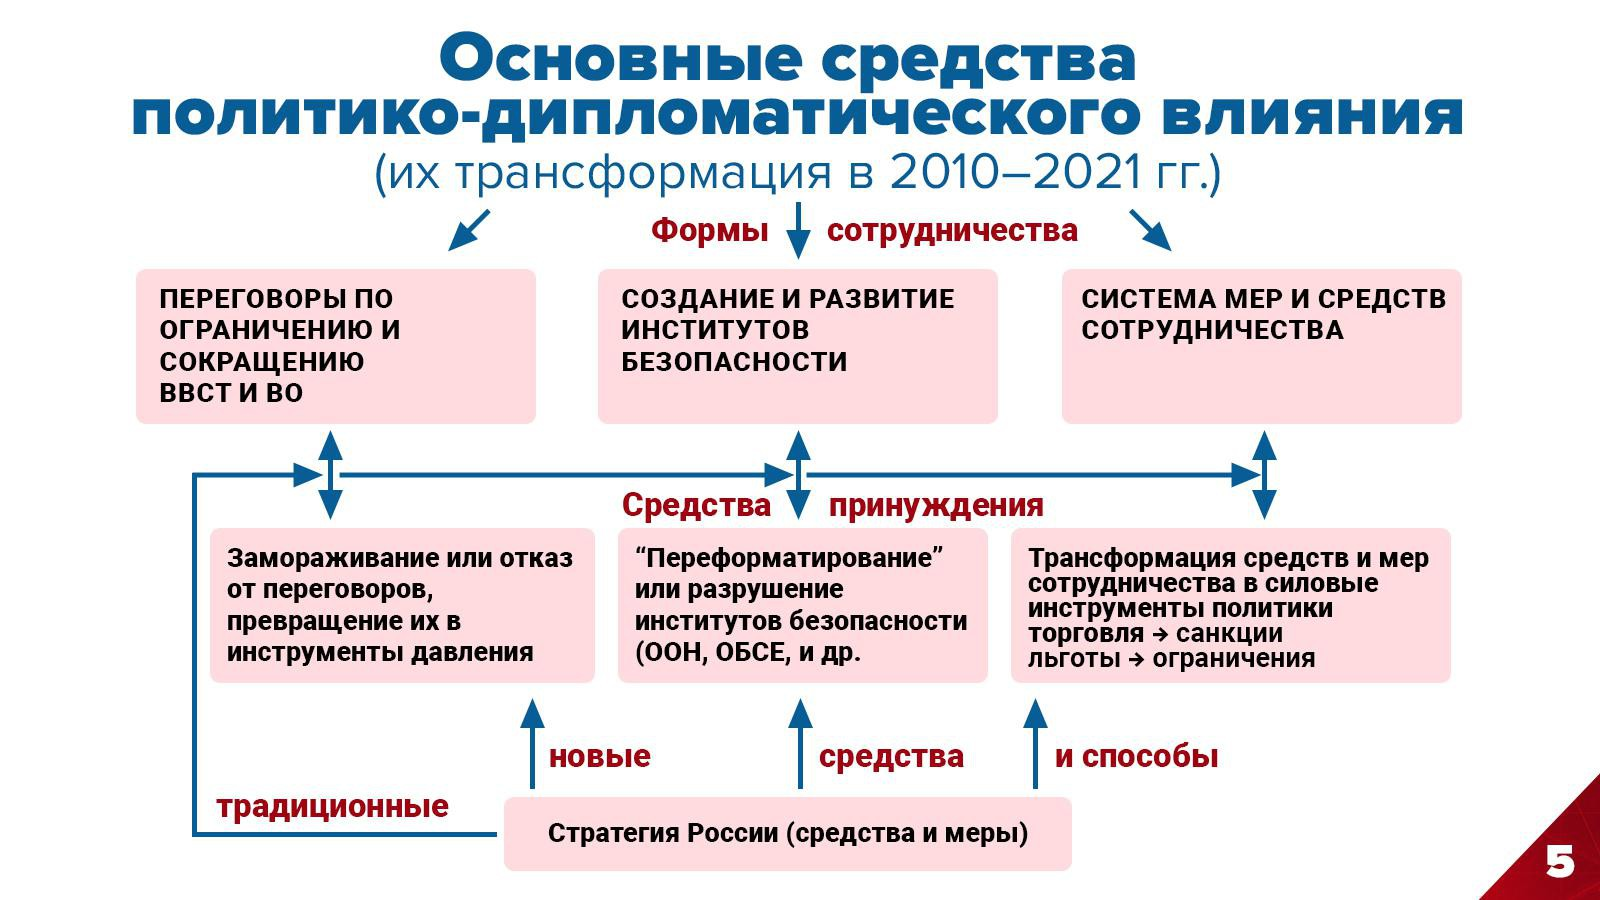 Основные средства
политико-дипломатического влияния
(их трансформация в 2010–2021 гг.)
Формы сотрудничества
ПЕРЕГОВОРЫ ПО
ОГРАНИЧЕНИЮ И
СОКРАЩЕНИЮ
ВВСТ И ВО
СОЗДАНИЕ И РАЗВИТИЕ
ИНСТИТУТОВ
БЕЗОПАСНОСТИ
СИСТЕМА МЕР И СРЕДСТВ
СОТРУДНИЧЕСТВА
Средства принуждения
Замораживание или отказ
от переговоров,
превращение их в
инструменты давления
“Переформатирование”
или разрушение
институтов безопасности
(ООН, ОБСЕ, и др.
Трансформация средств и мер
сотрудничества в силовые
инструменты политики
торговля → санкции
льготы → ограничения
новые средства и способы
традиционные
Стратегия России (средства и меры)
5